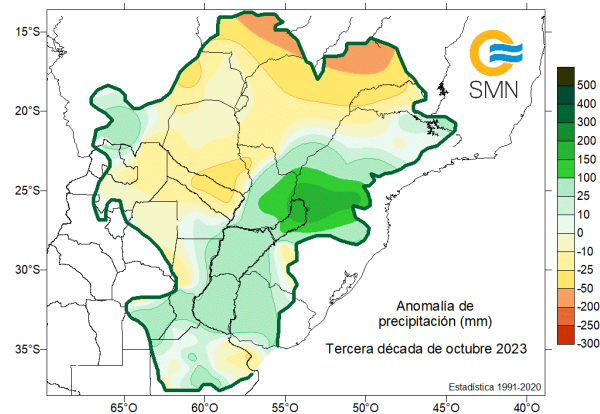 15°S
20°S
25°S
30°S
35°S
65°O
60°O
55°O
50°O
45°O
40°O
SMN
500
400
300
200
150
100
25
10
0
-10
-25
-50
-100
-200
-250
-300
Anomalía de
precipitación (mm)
Tercera década de octubre 2023
Estadística 1991-2020